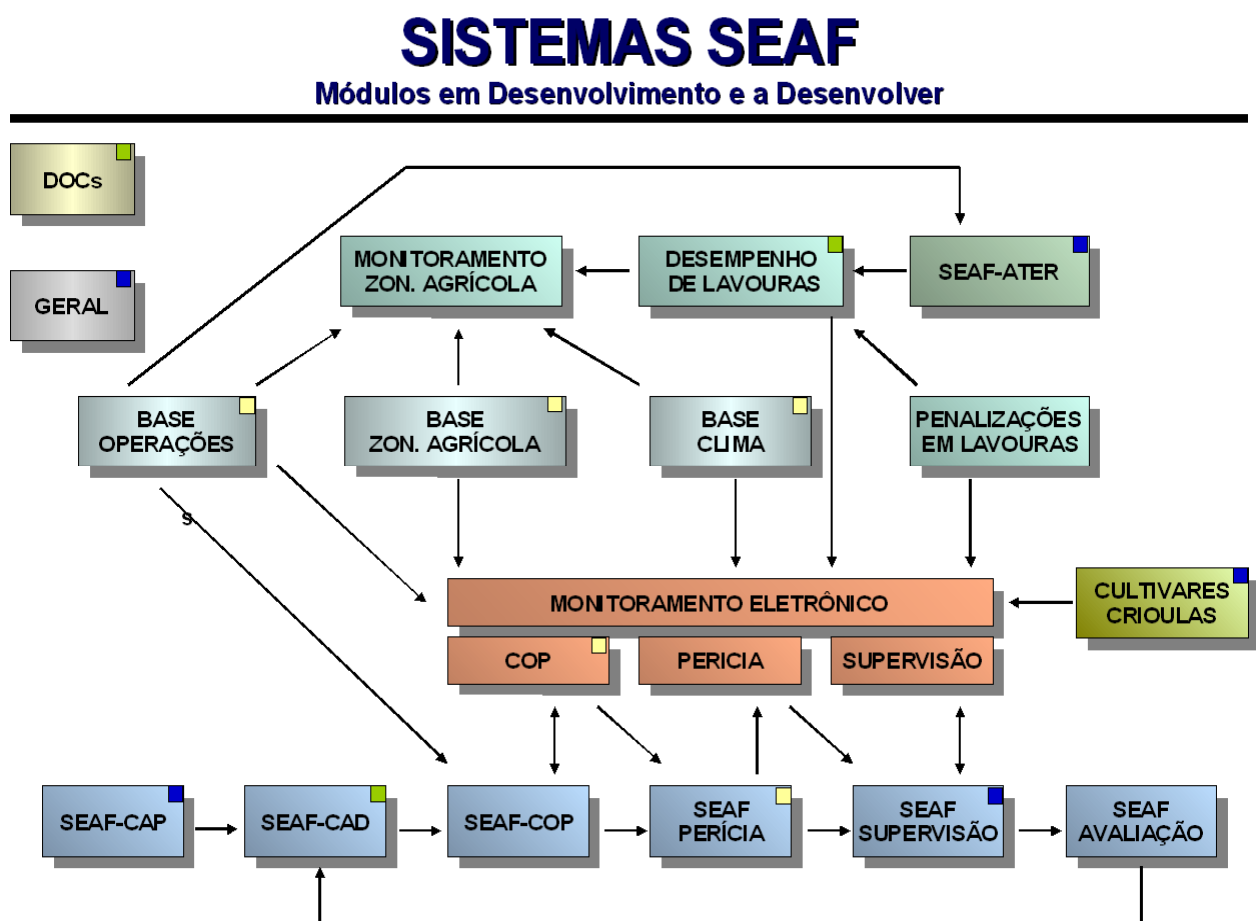 SISTEMAS SEAF
Módulos em Desenvolvimento e a Desenvolver
DOCs
GERAL
MONITORAMENTO
ZON. AGRÍCOLA
DESEMPENHO
DE LAVOURAS
SEAF-ATER
BASE
OPERAÇÕES
BASE
ZON. AGRÍCOLA
BASE
CLIMA
PENALIZAÇÕES
EM LAVOURAS
s
MONITORAMENTO ELETRÔNICO
CULTIVARES
CRIOULAS
COP
PERICIA
SUPERVISÃO
SEAF-CAP
SEAF-CAD
SEAF-COP
SEAF
PERÍCIA
SEAF
SUPERVISÃO
SEAF
AVALIAÇÃO